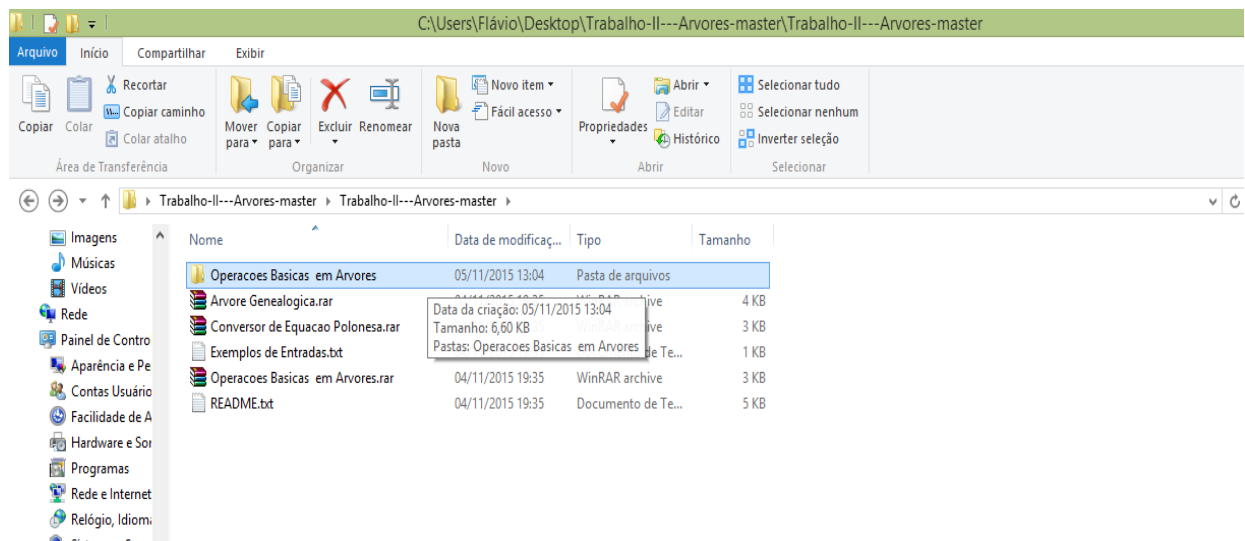 C:\Users\Flávio\Desktop\Trabalho-II---Arvores-master\Trabalho-II---Arvores-master
Arquivo Início Compartilhar Exibir
Copiar
Colar
Recortar
Copiar caminho
Colar atalho
Área de Transferência
Mover para
Copiar para
Excluir
Renomear
Organizar
Nova pasta
Novo item
Fácil acesso
Novo
Propriedades
Abrir
Editar
Histórico
Abrir
Selecionar tudo
Selecionar nenhum
Inverter seleção
Selecionar
Trabalho-II---Arvores-master Trabalho-II---Arvores-master
Imagens
Músicas
Vídeos
Rede
Painel de Contro
Aparência e Pe
Contas Usuário
Facilidade de A
Hardware e Sor
Programas
Rede e Internet
Relógio, Idioma
Nome Data de modificaç... Tipo Tamanho
Operacoes Basicas em Arvores 05/11/2015 13:04 Pasta de arquivos
Arvore Genealogica.rar 4 KB
Conversor de Equacao Polonesa.rar WinRAR archive 3 KB
Exemplos de Entradas.txt de Te... 1 KB
Operacoes Basicas em Arvores.rar 04/11/2015 19:35 WinRAR archive 3 KB
README.txt 04/11/2015 19:35 Documento de Te... 5 KB
Data da criação: 05/11/2015 13:04
Tamanho: 6,60 KB
Pastas: Operacoes Basicas em Arvores